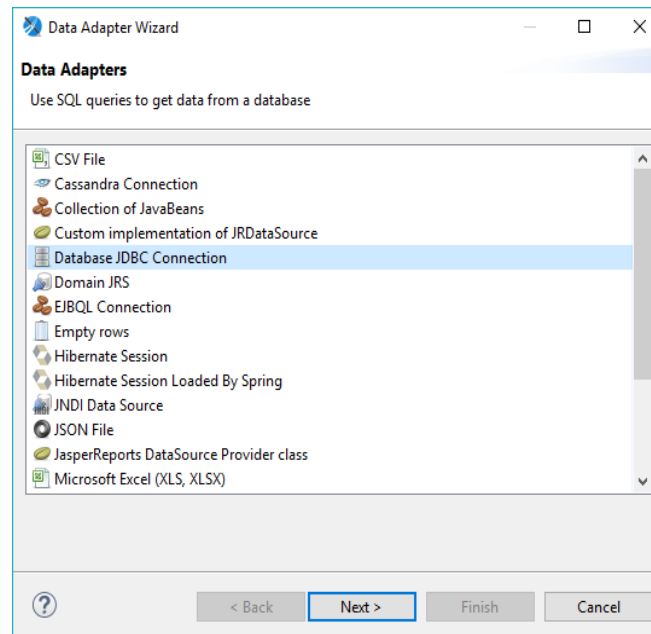 Data Adapter Wizard
Data Adapters
Use SQL queries to get data from a database
CSV File
Cassandra Connection
Collection of JavaBeans
Custom implementation of JRDataSource
Database JDBC Connection
Domain JRS
EJBQL Connection
Empty rows
Hibernate Session
Hibernate Session Loaded By Spring
JNDI Data Source
JSON File
JasperReports DataSource Provider class
Microsoft Excel (XLS, XLSX)
? < Back Next > Finish Cancel